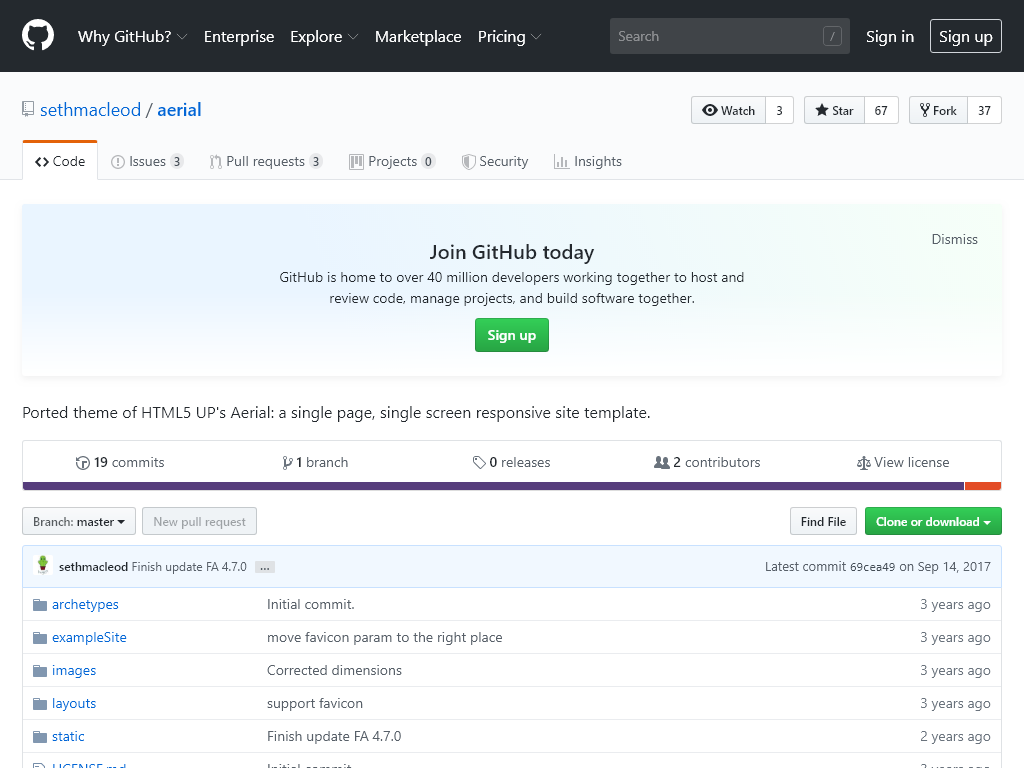 Why GitHub? Enterprise Explore Marketplace Pricing Search / Sign in Sign up
sethmacleod / aerial Watch 3 Star 67 Fork 37
Code Issues 3 Pull requests 3 Projects 0 Security Insights
Dismiss
Join GitHub today
GitHub is home to over 40 million developers working together to host and
review code, manage projects, and build software together.
Sign up
Ported theme of HTML5 UP's Aerial: a single page, single screen responsive site template.
19 commits 1 branch 0 releases 2 contributors View license
Branch: master New pull request Find File Clone or download
sethmacleod Finish update FA 4.7.0 … Latest commit 69cea49 on Sep 14, 2017
archetypes Initial commit. 3 years ago
exampleSite move favicon param to the right place 3 years ago
images Corrected dimensions 3 years ago
layouts support favicon 3 years ago
static Finish update FA 4.7.0 2 years ago
LICENSE.md Initial commit. 3 years ago